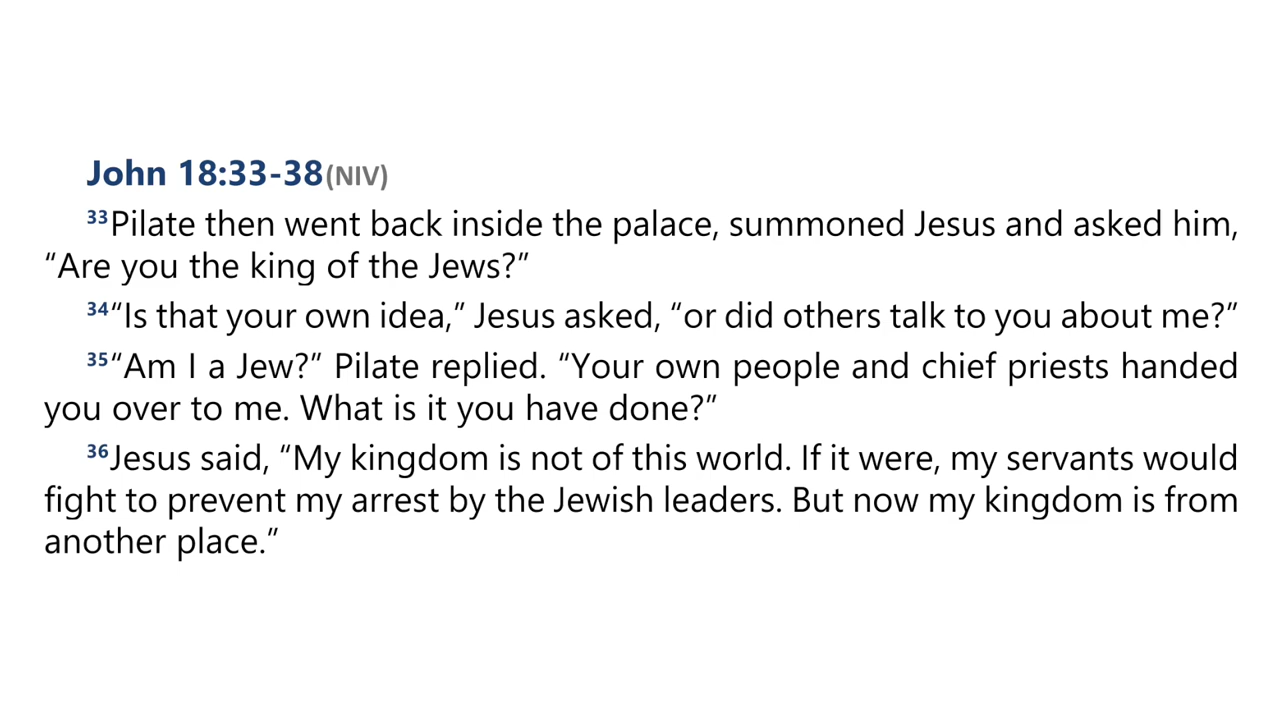 John 18:33-38(NIV)
33Pilate then went back inside the palace, summoned Jesus and asked him,
“Are you the king of the Jews?”
34“Is that your own idea,” Jesus asked, “or did others talk to you about me?”
35“Am I a Jew?” Pilate replied. “Your own people and chief priests handed
you over to me. What is it you have done?”
36Jesus said, “My kingdom is not of this world. If it were, my servants would
fight to prevent my arrest by the Jewish leaders. But now my kingdom is from
another place.”